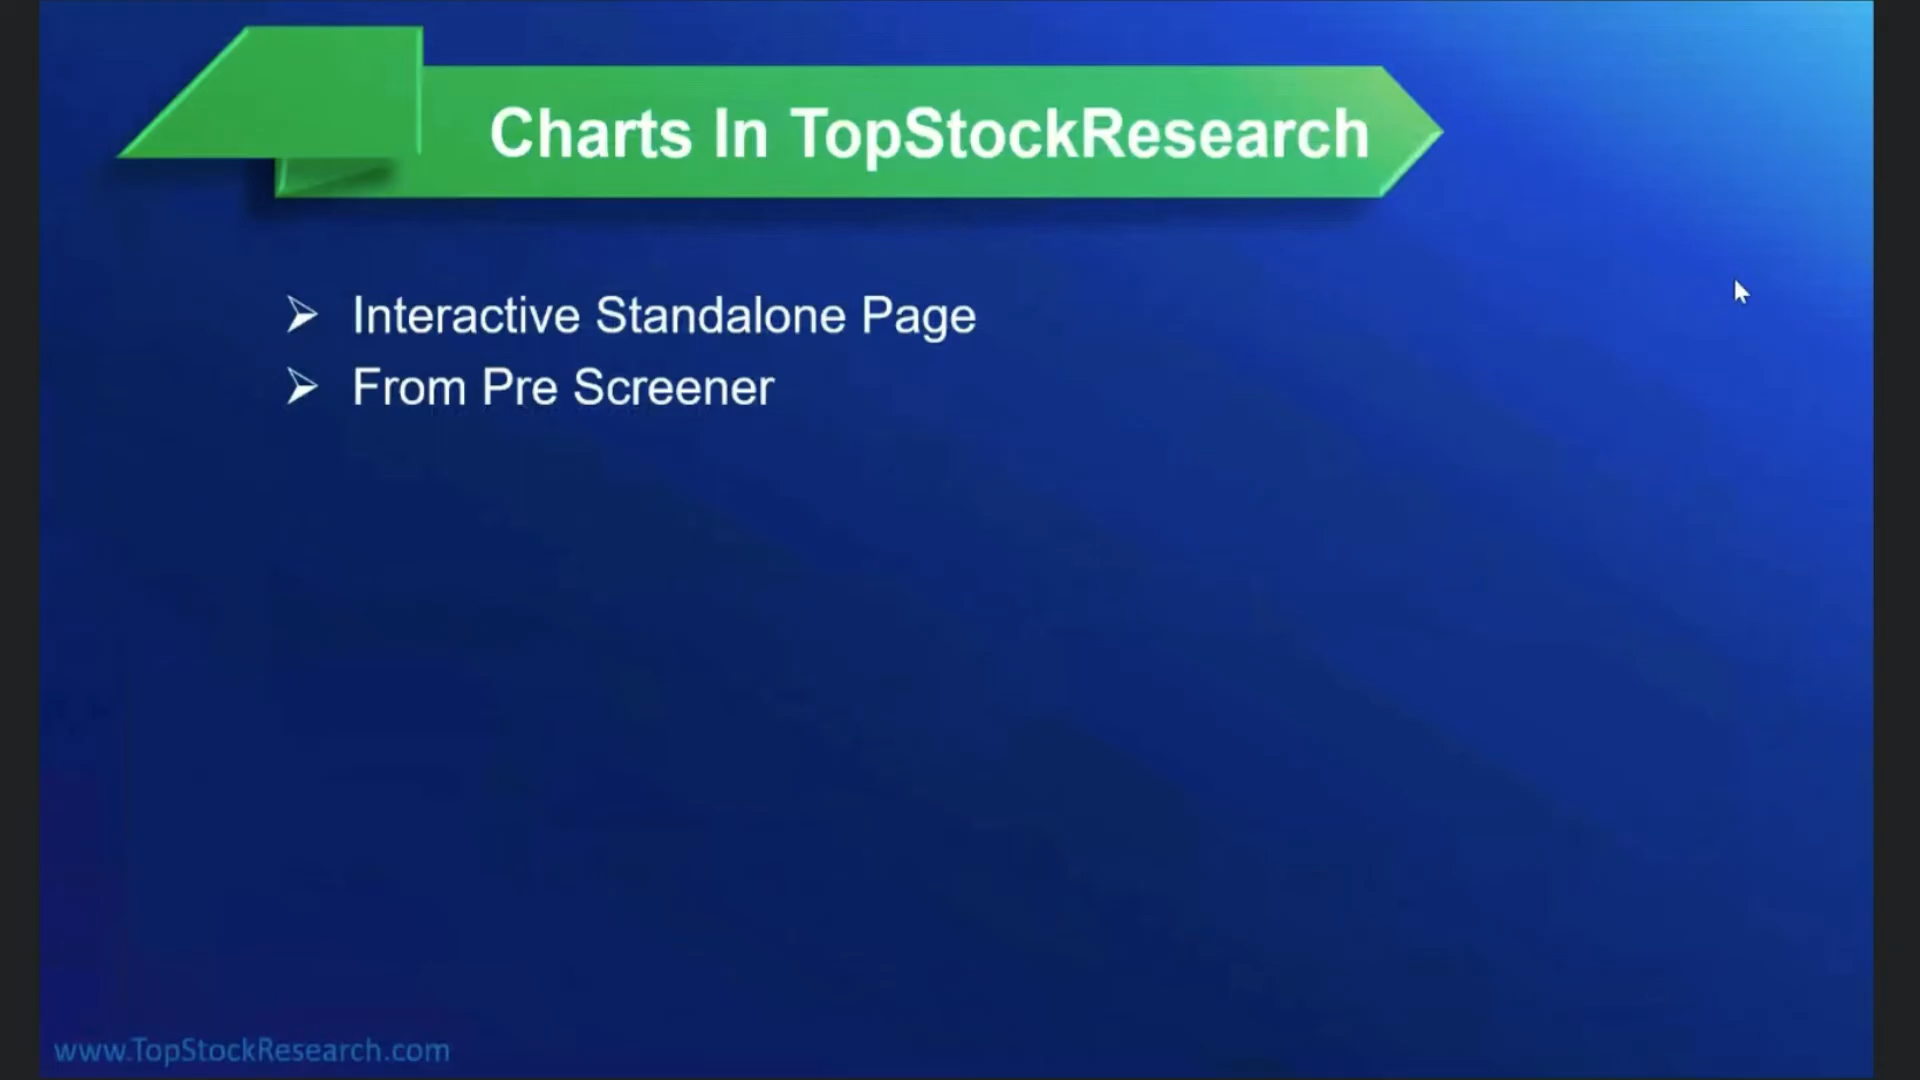 Charts In TopStockResearch
Interactive Standalone Page
From Pre Screener
www.TopStockResearch.com